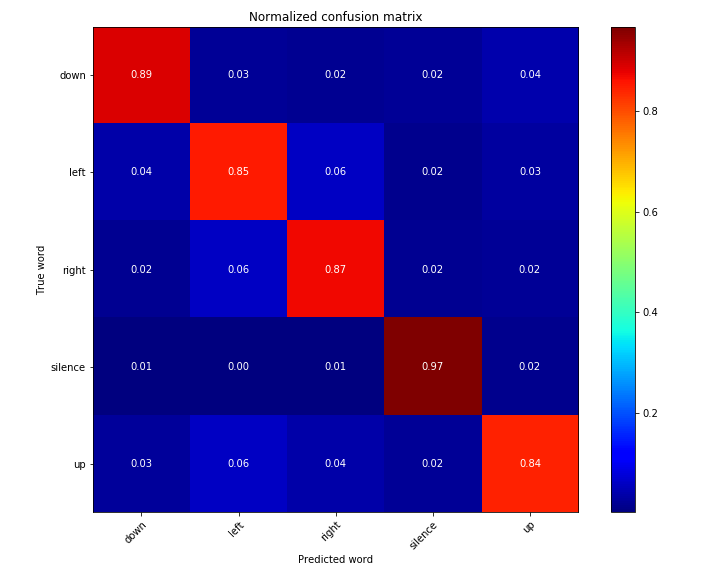 Normalized confusion matrix
True word
down 0.89 0.03 0.02 0.02 0.04
left 0.04 0.85 0.06 0.02 0.03
right 0.02 0.06 0.87 0.02 0.02
silence 0.01 0.00 0.01 0.97 0.02
up 0.03 0.06 0.04 0.02 0.84
down left right silence up
Predicted word
0.8
0.6
0.4
0.2